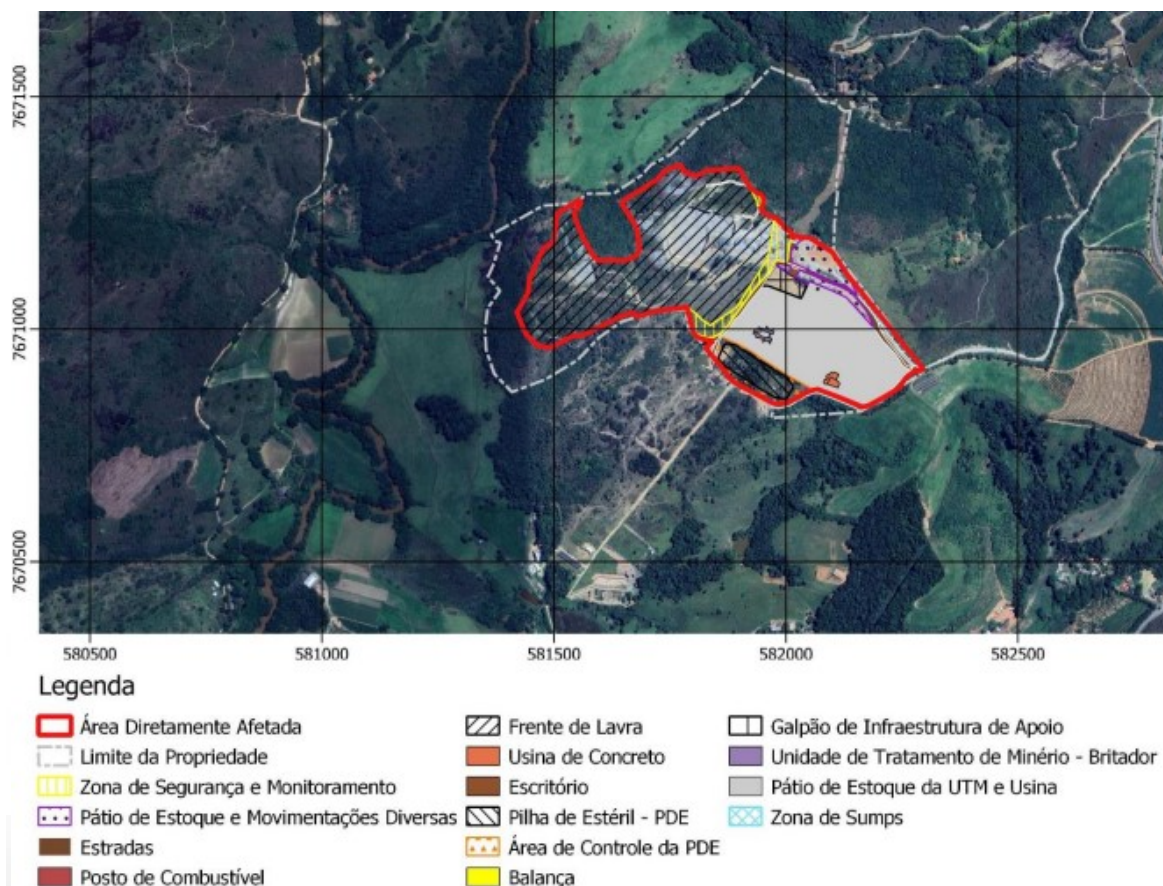 7671500
7671000
7670500
580500 581000 581500 582000 582500
Legenda
Área Diretamente Afetada
Limite da Propriedade
Zona de Segurança e Monitoramento
Pátio de Estoque e Movimentações Diversas
Estradas
Posto de Combustível
Frente de Lavra
Usina de Concreto
Escritório
Pilha de Estéril - PDE
Área de Controle da PDE
Balança
Galpão de Infraestrutura de Apoio
Unidade de Tratamento de Minério - Britador
Pátio de Estoque da UTM e Usina
Zona de Sumps